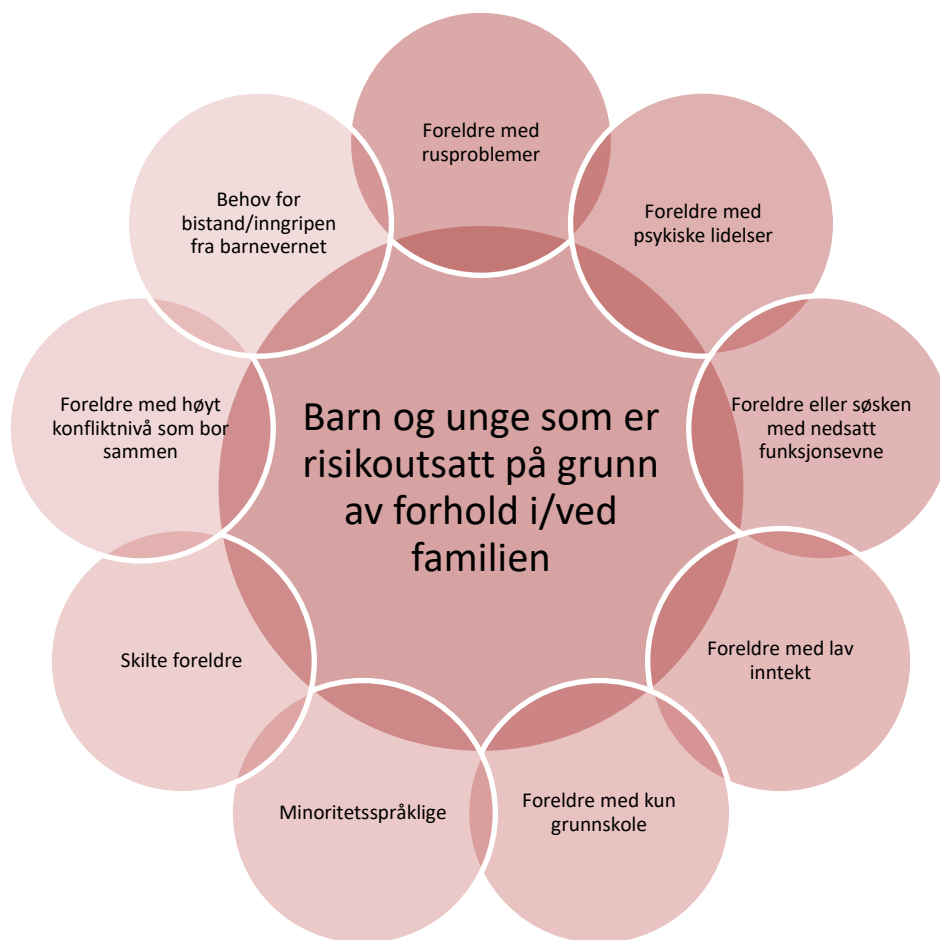 Foreldre med
rusproblemer
Foreldre med
psykiske lidelser
Foreldre eller søsken
med nedsatt
funksjonsevne
Foreldre med lav
inntekt
Foreldre med kun
grunnskole
Minoritetsspråklige
Skilte foreldre
Foreldre med høyt
konfliktnivå som bor
sammen
Behov for
bistand/inngripen
fra barnevernet
Barn og unge som er
risikoutsatt på grunn
av forhold i/ved
familien